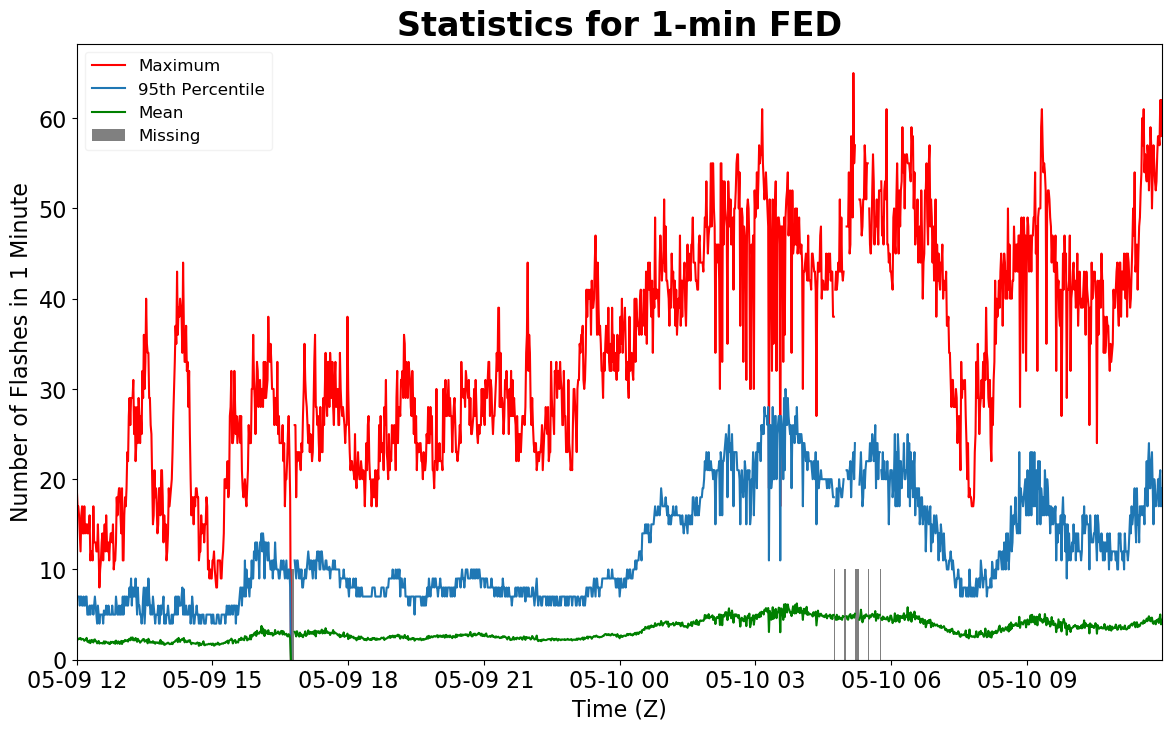 Statistics for 1-min FED
Maximum
95th Percentile
Mean
Missing
Number of Flashes in 1 Minute
60
50
40
30
20
10
0
05-09 12 05-09 15 05-09 18 05-09 21 05-10 00 05-10 03 05-10 06 05-10 09
Time (Z)